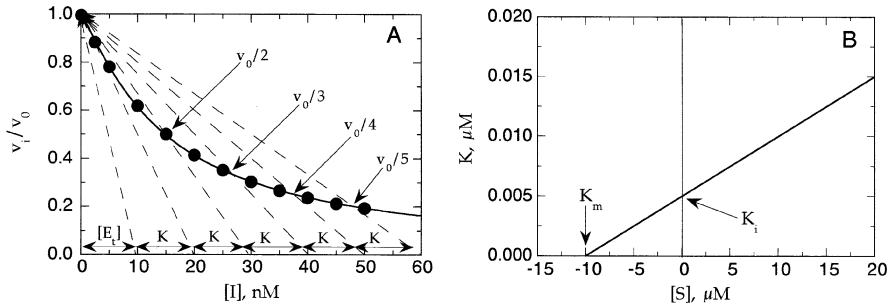 A
1.0
0.8
0.6
0.4
0.2
0.0
v_i/v_0
v_0/2
v_0/3
v_0/4
v_0/5
[E_t] K K K K K
0 10 20 30 40 50 60
[I], nM
B
0.020
0.015
0.010
0.005
0.000
K, μM
K_m
K_i
-15 -10 -5 0 5 10 15 20
[S], μM